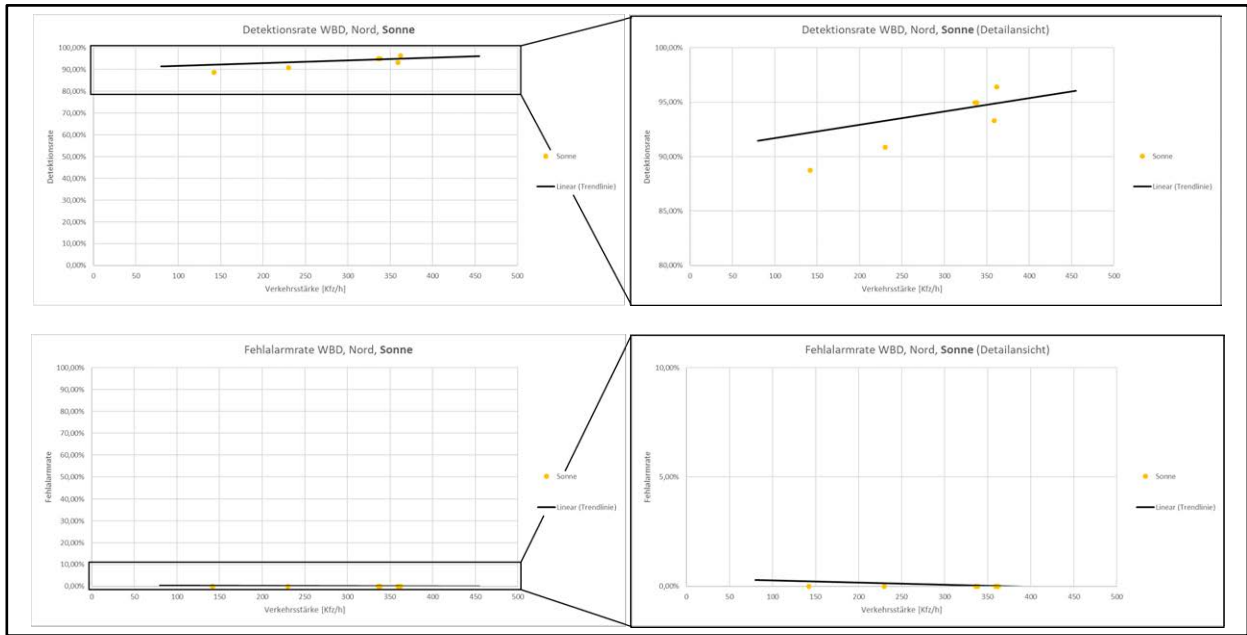 Detektionsrate WBD, Nord, Sonne
100,00%
90,00%
80,00%
70,00%
60,00%
50,00%
40,00%
30,00%
20,00%
10,00%
0,00%
Detektionsrate
0 50 100 150 200 250 300 350 400 450 500
Verkehrsstärke [Kfz/h]
Sonne
Linear (Trendlinie)
Detektionsrate WBD, Nord, Sonne (Detailansicht)
100,00%
95,00%
90,00%
85,00%
80,00%
Detektionsrate
0 50 100 150 200 250 300 350 400 450 500
Verkehrsstärke [Kfz/h]
Sonne
Linear (Trendlinie)
Fehlalarmrate WBD, Nord, Sonne
100,00%
90,00%
80,00%
70,00%
60,00%
50,00%
40,00%
30,00%
20,00%
10,00%
0,00%
Fehlalarmrate
0 50 100 150 200 250 300 350 400 450 500
Verkehrsstärke [Kfz/h]
Sonne
Linear (Trendlinie)
Fehlalarmrate WBD, Nord, Sonne (Detailansicht)
10,00%
5,00%
0,00%
Fehlalarmrate
0 50 100 150 200 250 300 350 400 450 500
Verkehrsstärke [Kfz/h]
Sonne
Linear (Trendlinie)